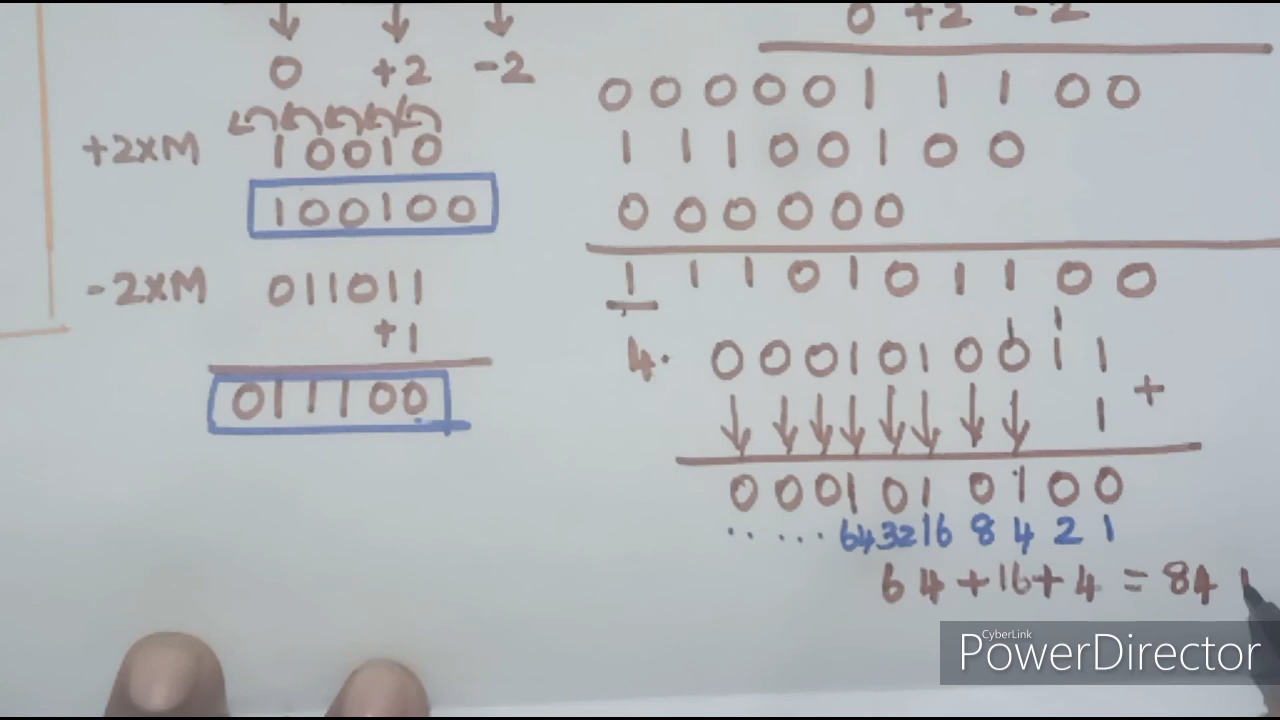 0 +2 -2
+2xM 10010
100100
-2xM 011011
+1
011100
0 +2 -2
0 0 0 0 0 1 1 1 0 0
1 1 1 0 0 1 0 0
0 0 0 0 0 0
1 1 1 0 1 0 1 1 0 0
1 1
4. 0 0 0 1 0 1 0 0 1 1
1 +
0 0 0 1 0 1 0 1 0 0
...... 64 32 16 8 4 2 1
64+16+4 = 84
CyberLink
PowerDirector